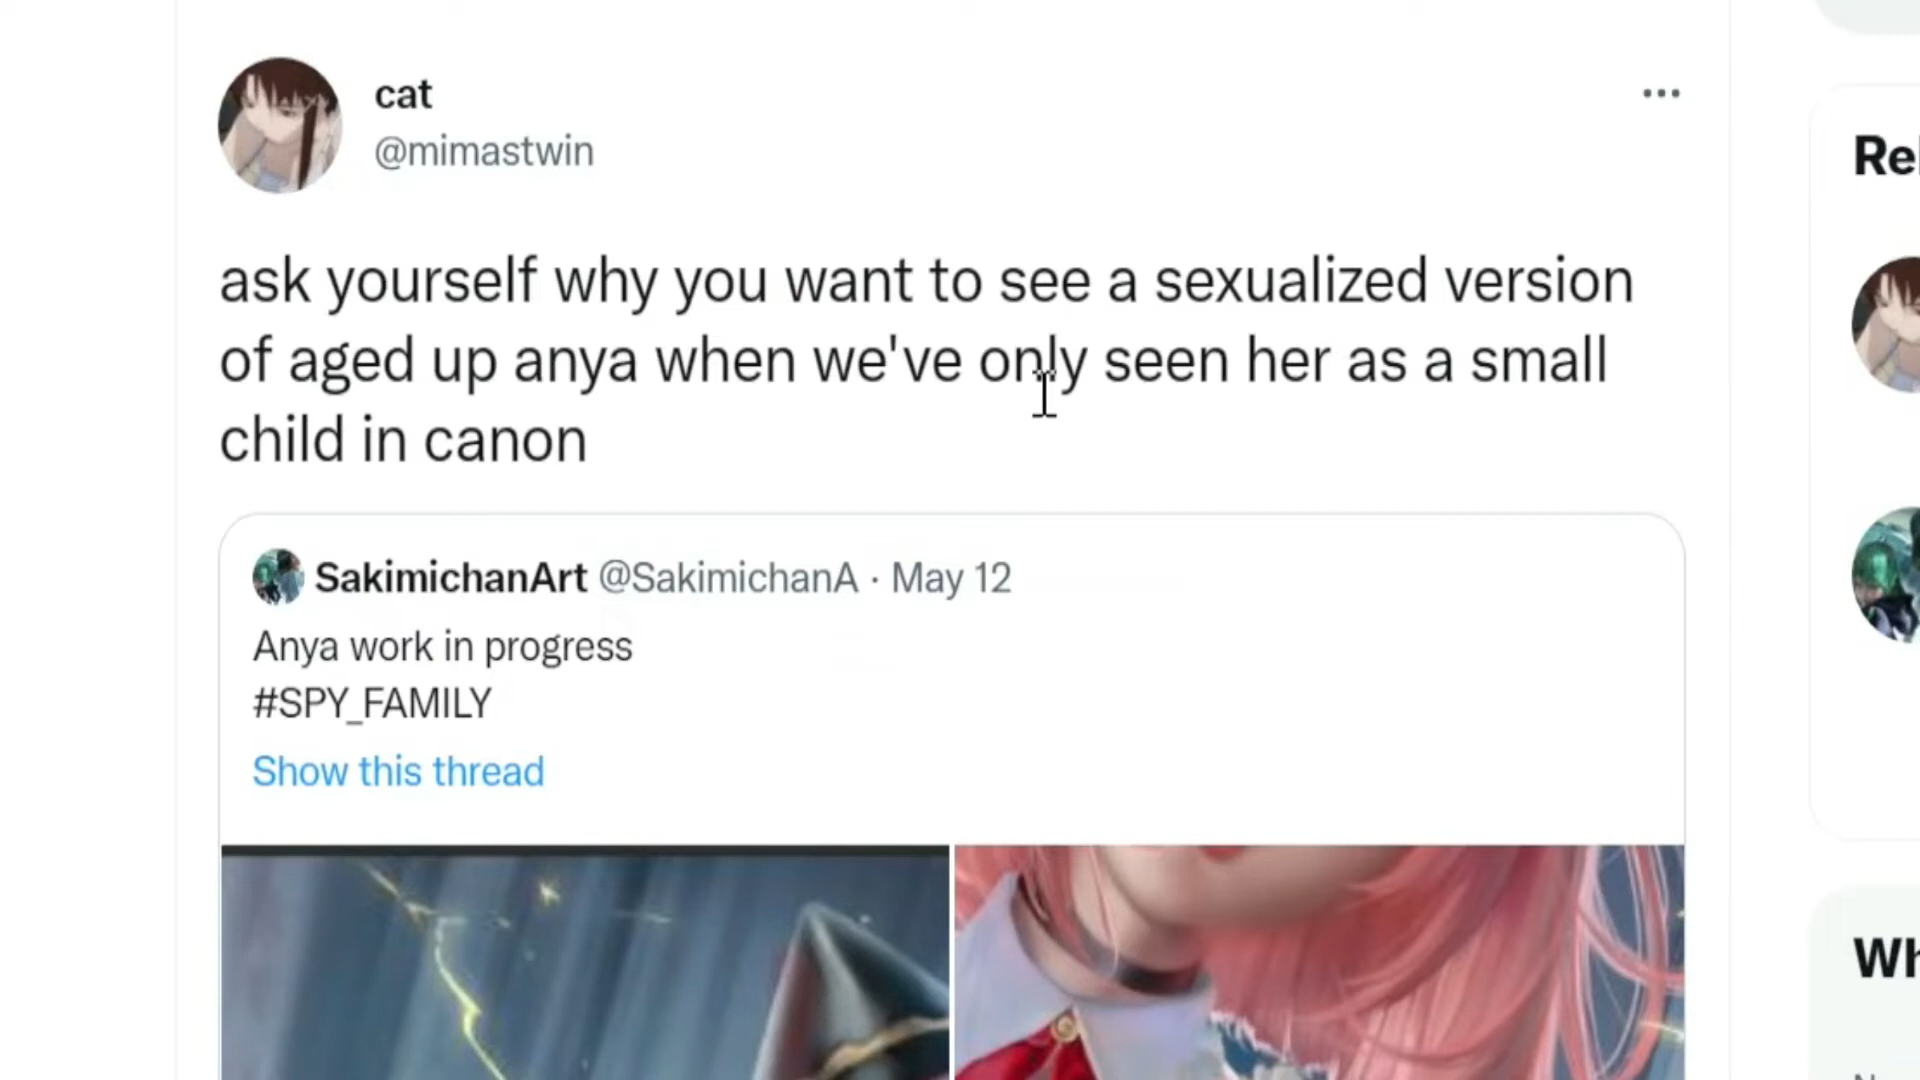 cat
@mimastwin
ask yourself why you want to see a sexualized version
of aged up anya when we've only seen her as a small
child in canon
SakimichanArt @SakimichanA · May 12
Anya work in progress
#SPY_FAMILY
Show this thread
Rel
Wh